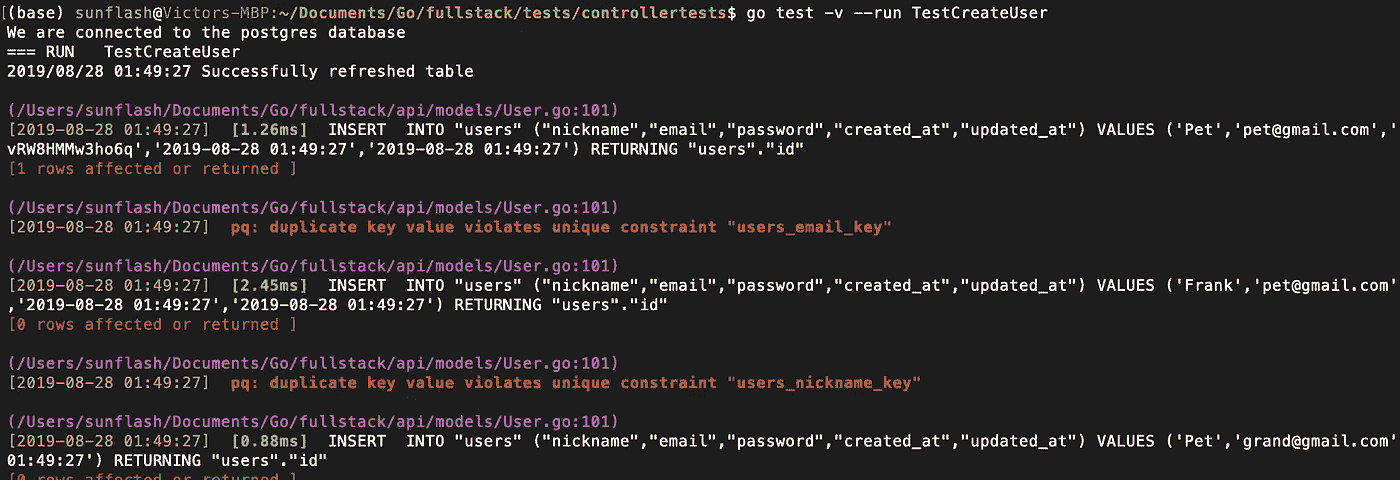 (base) sunflash@Victors-MBP:~/Documents/Go/fullstack/tests/controllertests$ go test -v --run TestCreateUser
We are connected to the postgres database
=== RUN   TestCreateUser
2019/08/28 01:49:27 Successfully refreshed table
(/Users/sunflash/Documents/Go/fullstack/api/models/User.go:101)
[2019-08-28 01:49:27]  [1.26ms]  INSERT  INTO "users" ("nickname","email","password","created_at","updated_at") VALUES ('Pet','pet@gmail.com','
vRW8HMMw3ho6q','2019-08-28 01:49:27','2019-08-28 01:49:27') RETURNING "users"."id"
[1 rows affected or returned ]
(/Users/sunflash/Documents/Go/fullstack/api/models/User.go:101)
[2019-08-28 01:49:27]  pq: duplicate key value violates unique constraint "users_email_key"
(/Users/sunflash/Documents/Go/fullstack/api/models/User.go:101)
[2019-08-28 01:49:27]  [2.45ms]  INSERT  INTO "users" ("nickname","email","password","created_at","updated_at") VALUES ('Frank','pet@gmail.com'
,'2019-08-28 01:49:27','2019-08-28 01:49:27') RETURNING "users"."id"
[0 rows affected or returned ]
(/Users/sunflash/Documents/Go/fullstack/api/models/User.go:101)
[2019-08-28 01:49:27]  pq: duplicate key value violates unique constraint "users_nickname_key"
(/Users/sunflash/Documents/Go/fullstack/api/models/User.go:101)
[2019-08-28 01:49:27]  [0.88ms]  INSERT  INTO "users" ("nickname","email","password","created_at","updated_at") VALUES ('Pet','grand@gmail.com'
01:49:27') RETURNING "users"."id"
[0 rows affected or returned ]